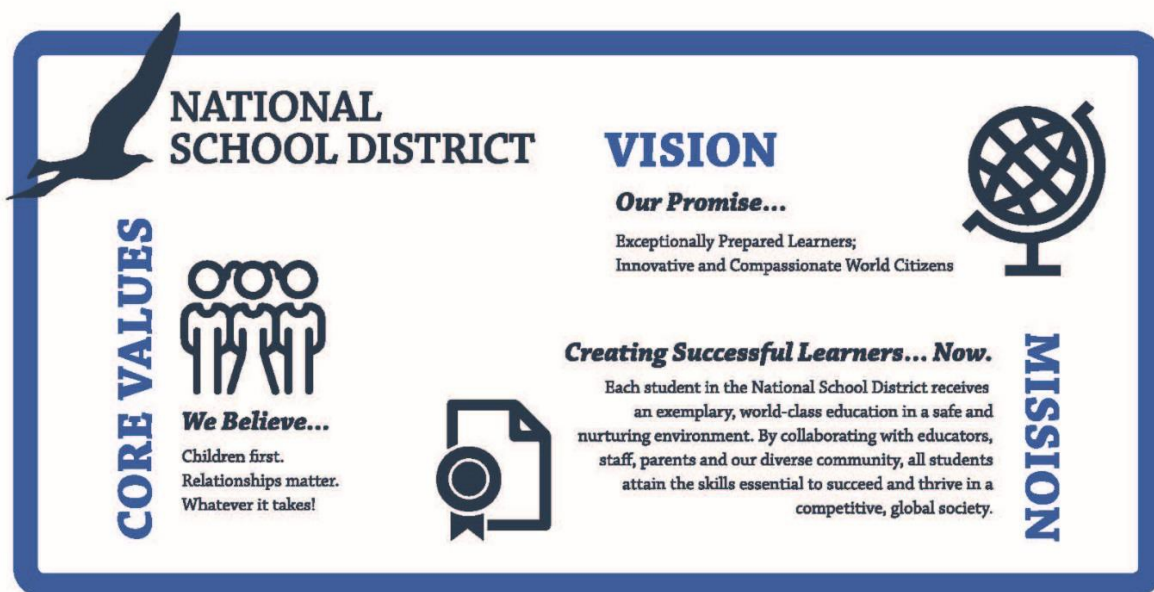 NATIONAL
SCHOOL DISTRICT
VISION
Our Promise...
Exceptionally Prepared Learners;
Innovative and Compassionate World Citizens
CORE VALUES
We Believe...
Children first.
Relationships matter.
Whatever it takes!
MISSION
Creating Successful Learners... Now.
Each student in the National School District receives
an exemplary, world-class education in a safe and
nurturing environment. By collaborating with educators,
staff, parents and our diverse community, all students
attain the skills essential to succeed and thrive in a
competitive, global society.